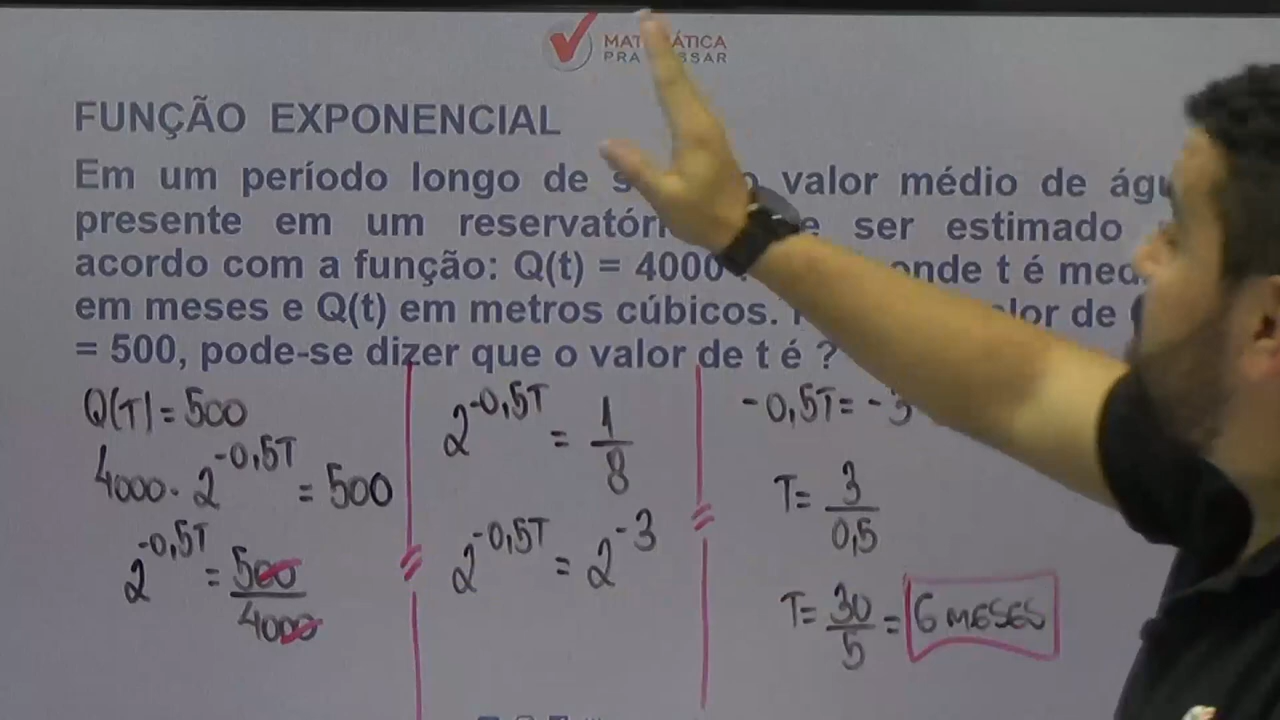 MATEMÁTICA
PRA PASSAR
FUNÇÃO EXPONENCIAL
Em um período longo de valor médio de
presente em um ser estimado
acordo com a função: Q(t) = 4000 onde t é
em meses e Q(t) em metros cúbicos. de
= 500, pode-se dizer que o valor de t é ?
Q(T) = 500
4000 · 2^-0,5T = 500
2^-0,5T = 500/4000
2^-0,5T = 1/8
2^-0,5T = 2^-3
-0,5T = -3
T = 3/0,5
T = 30/5 = 6 MESES